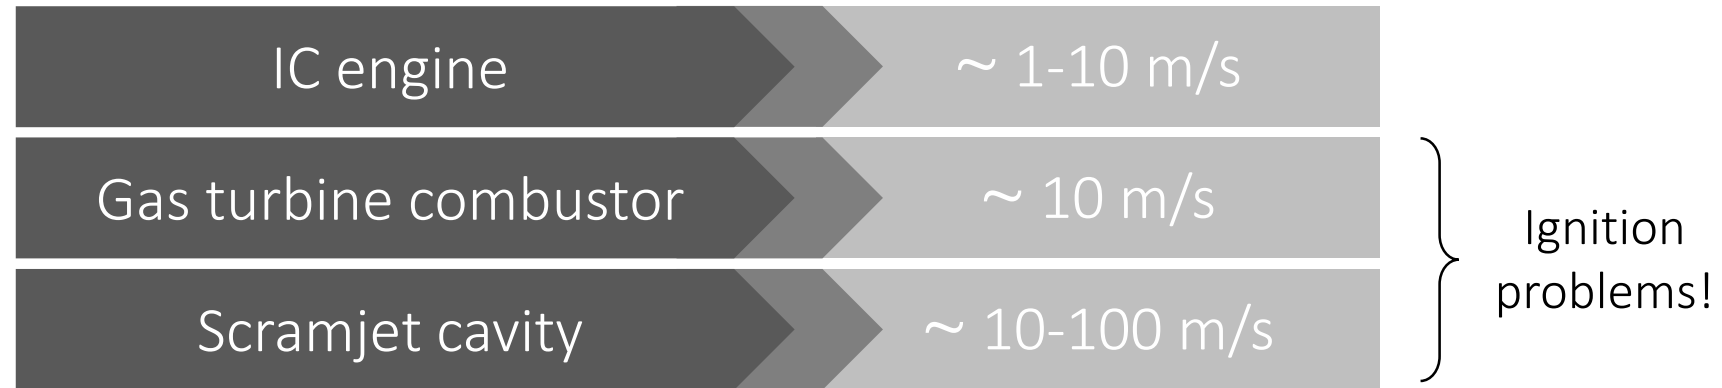 IC engine
~ 1-10 m/s
Gas turbine combustor
~ 10 m/s
Scramjet cavity
~ 10-100 m/s
Ignition
problems!